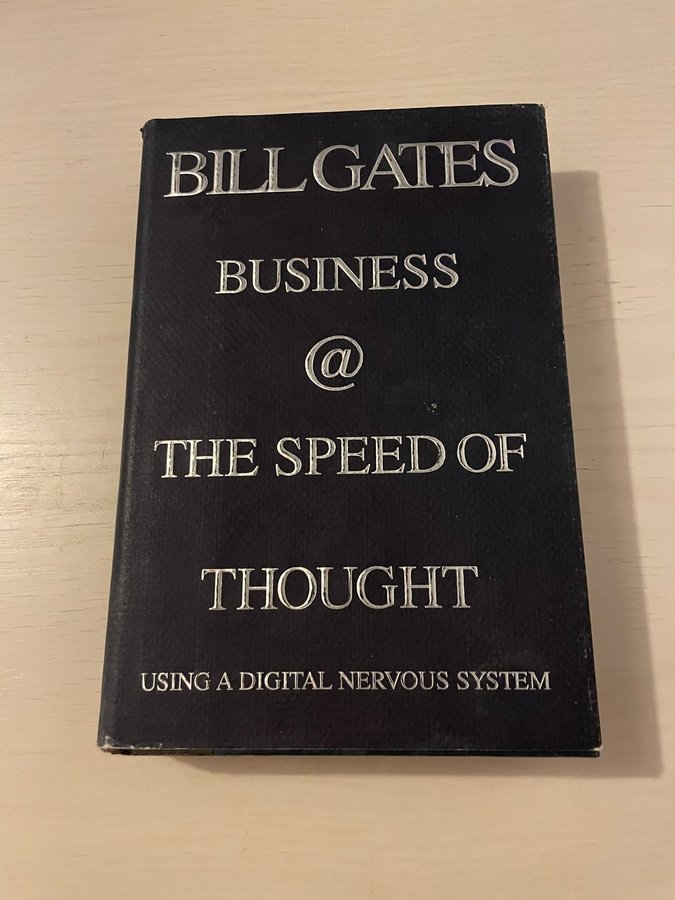 BILL GATES
BUSINESS
@
THE SPEED OF
THOUGHT
USING A DIGITAL NERVOUS SYSTEM